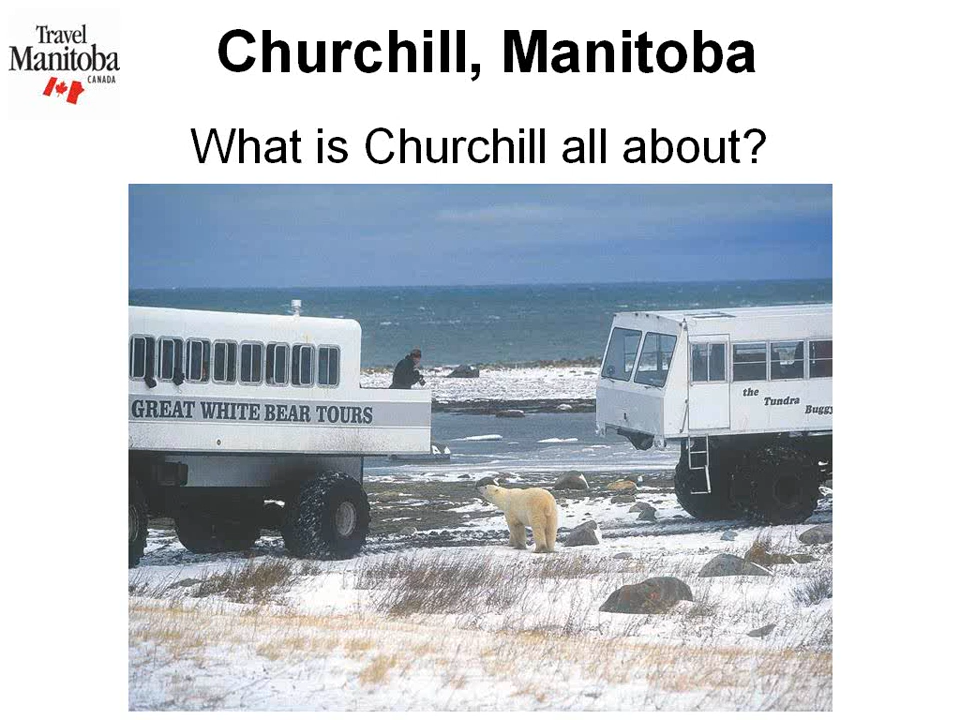 Travel
Manitoba
CANADA
Churchill, Manitoba
What is Churchill all about?
GREAT WHITE BEAR TOURS
the
Tundra
Buggy